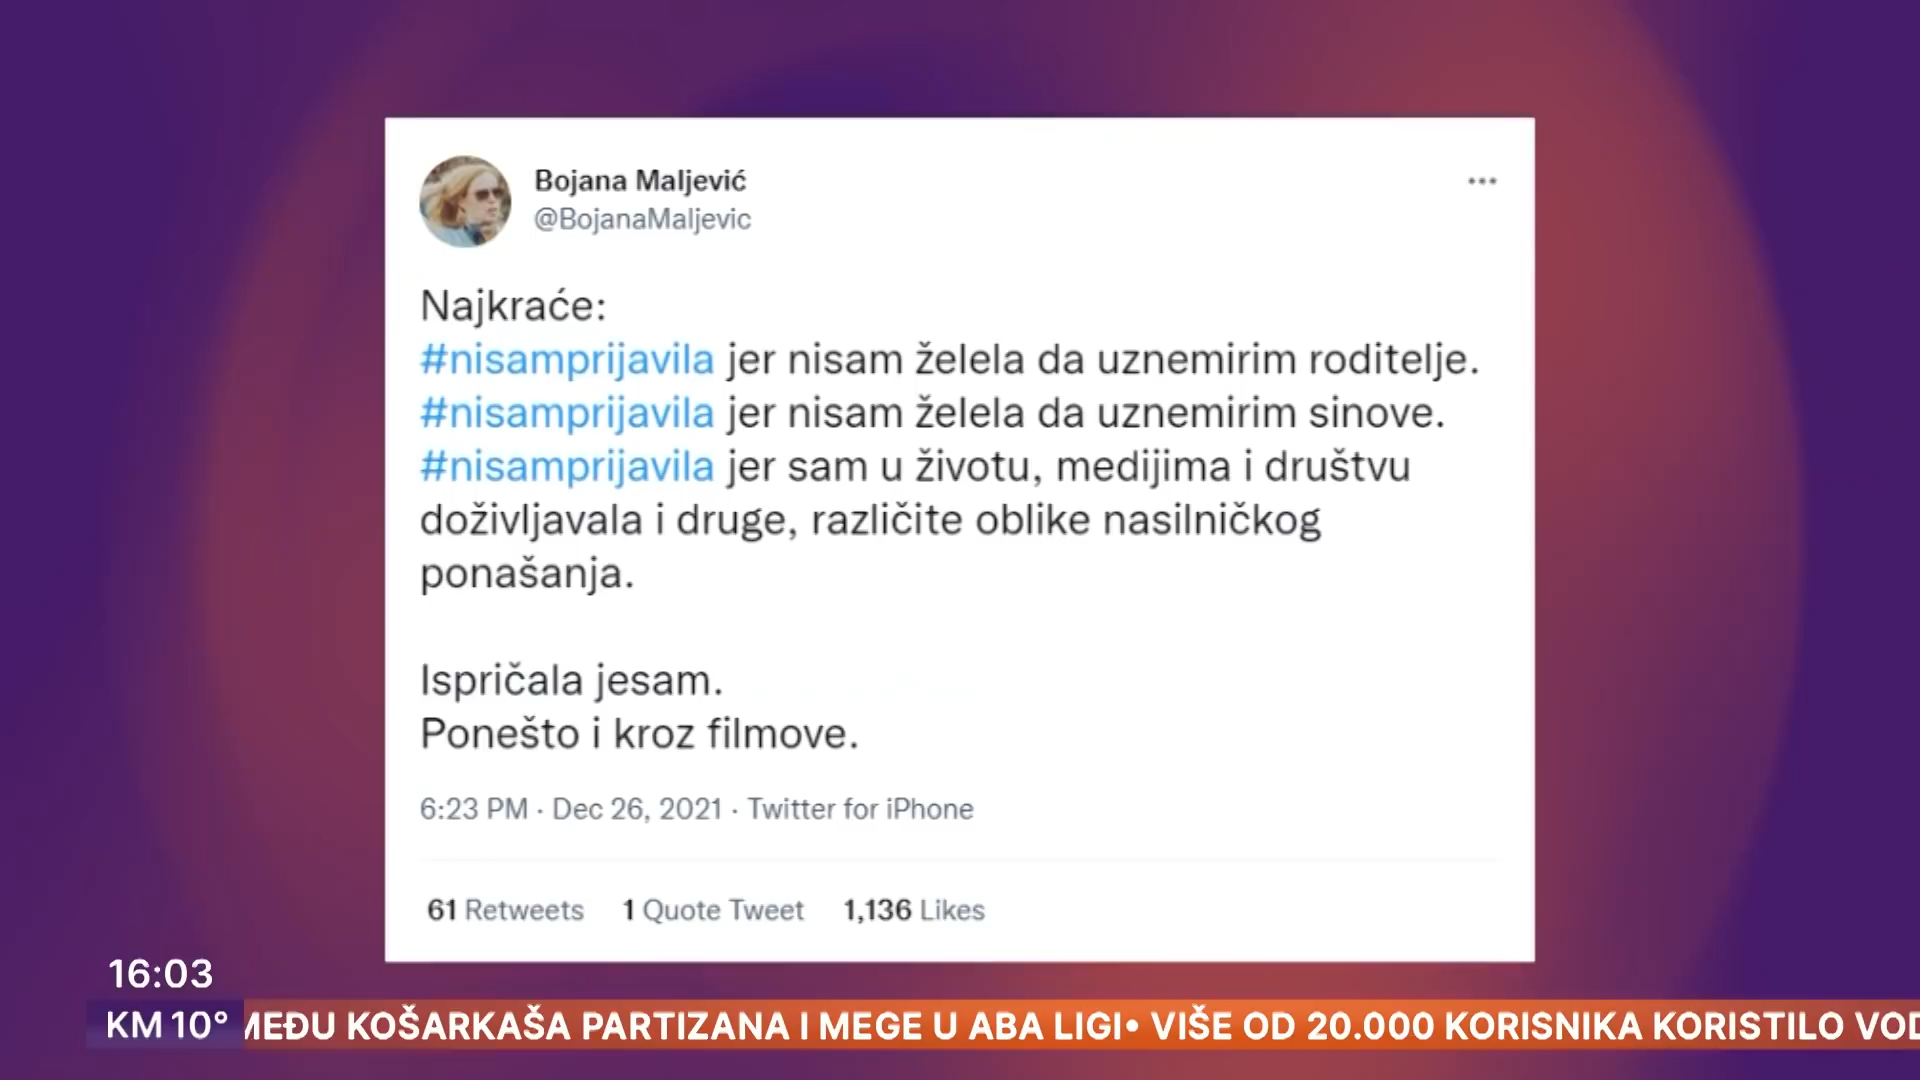 Bojana Maljević
@BojanaMaljevic
Najkraće:
#nisamprijavila jer nisam želela da uznemirim roditelje.
#nisamprijavila jer nisam želela da uznemirim sinove.
#nisamprijavila jer sam u životu, medijima i društvu
doživljavala i druge, različite oblike nasilničkog
ponašanja.
Ispričala jesam.
Ponešto i kroz filmove.
6:23 PM · Dec 26, 2021 · Twitter for iPhone
61 Retweets 1 Quote Tweet 1,136 Likes
16:03
KM 10° MEĐU KOŠARKAŠA PARTIZANA I MEGE U ABA LIGI• VIŠE OD 20.000 KORISNIKA KORISTILO